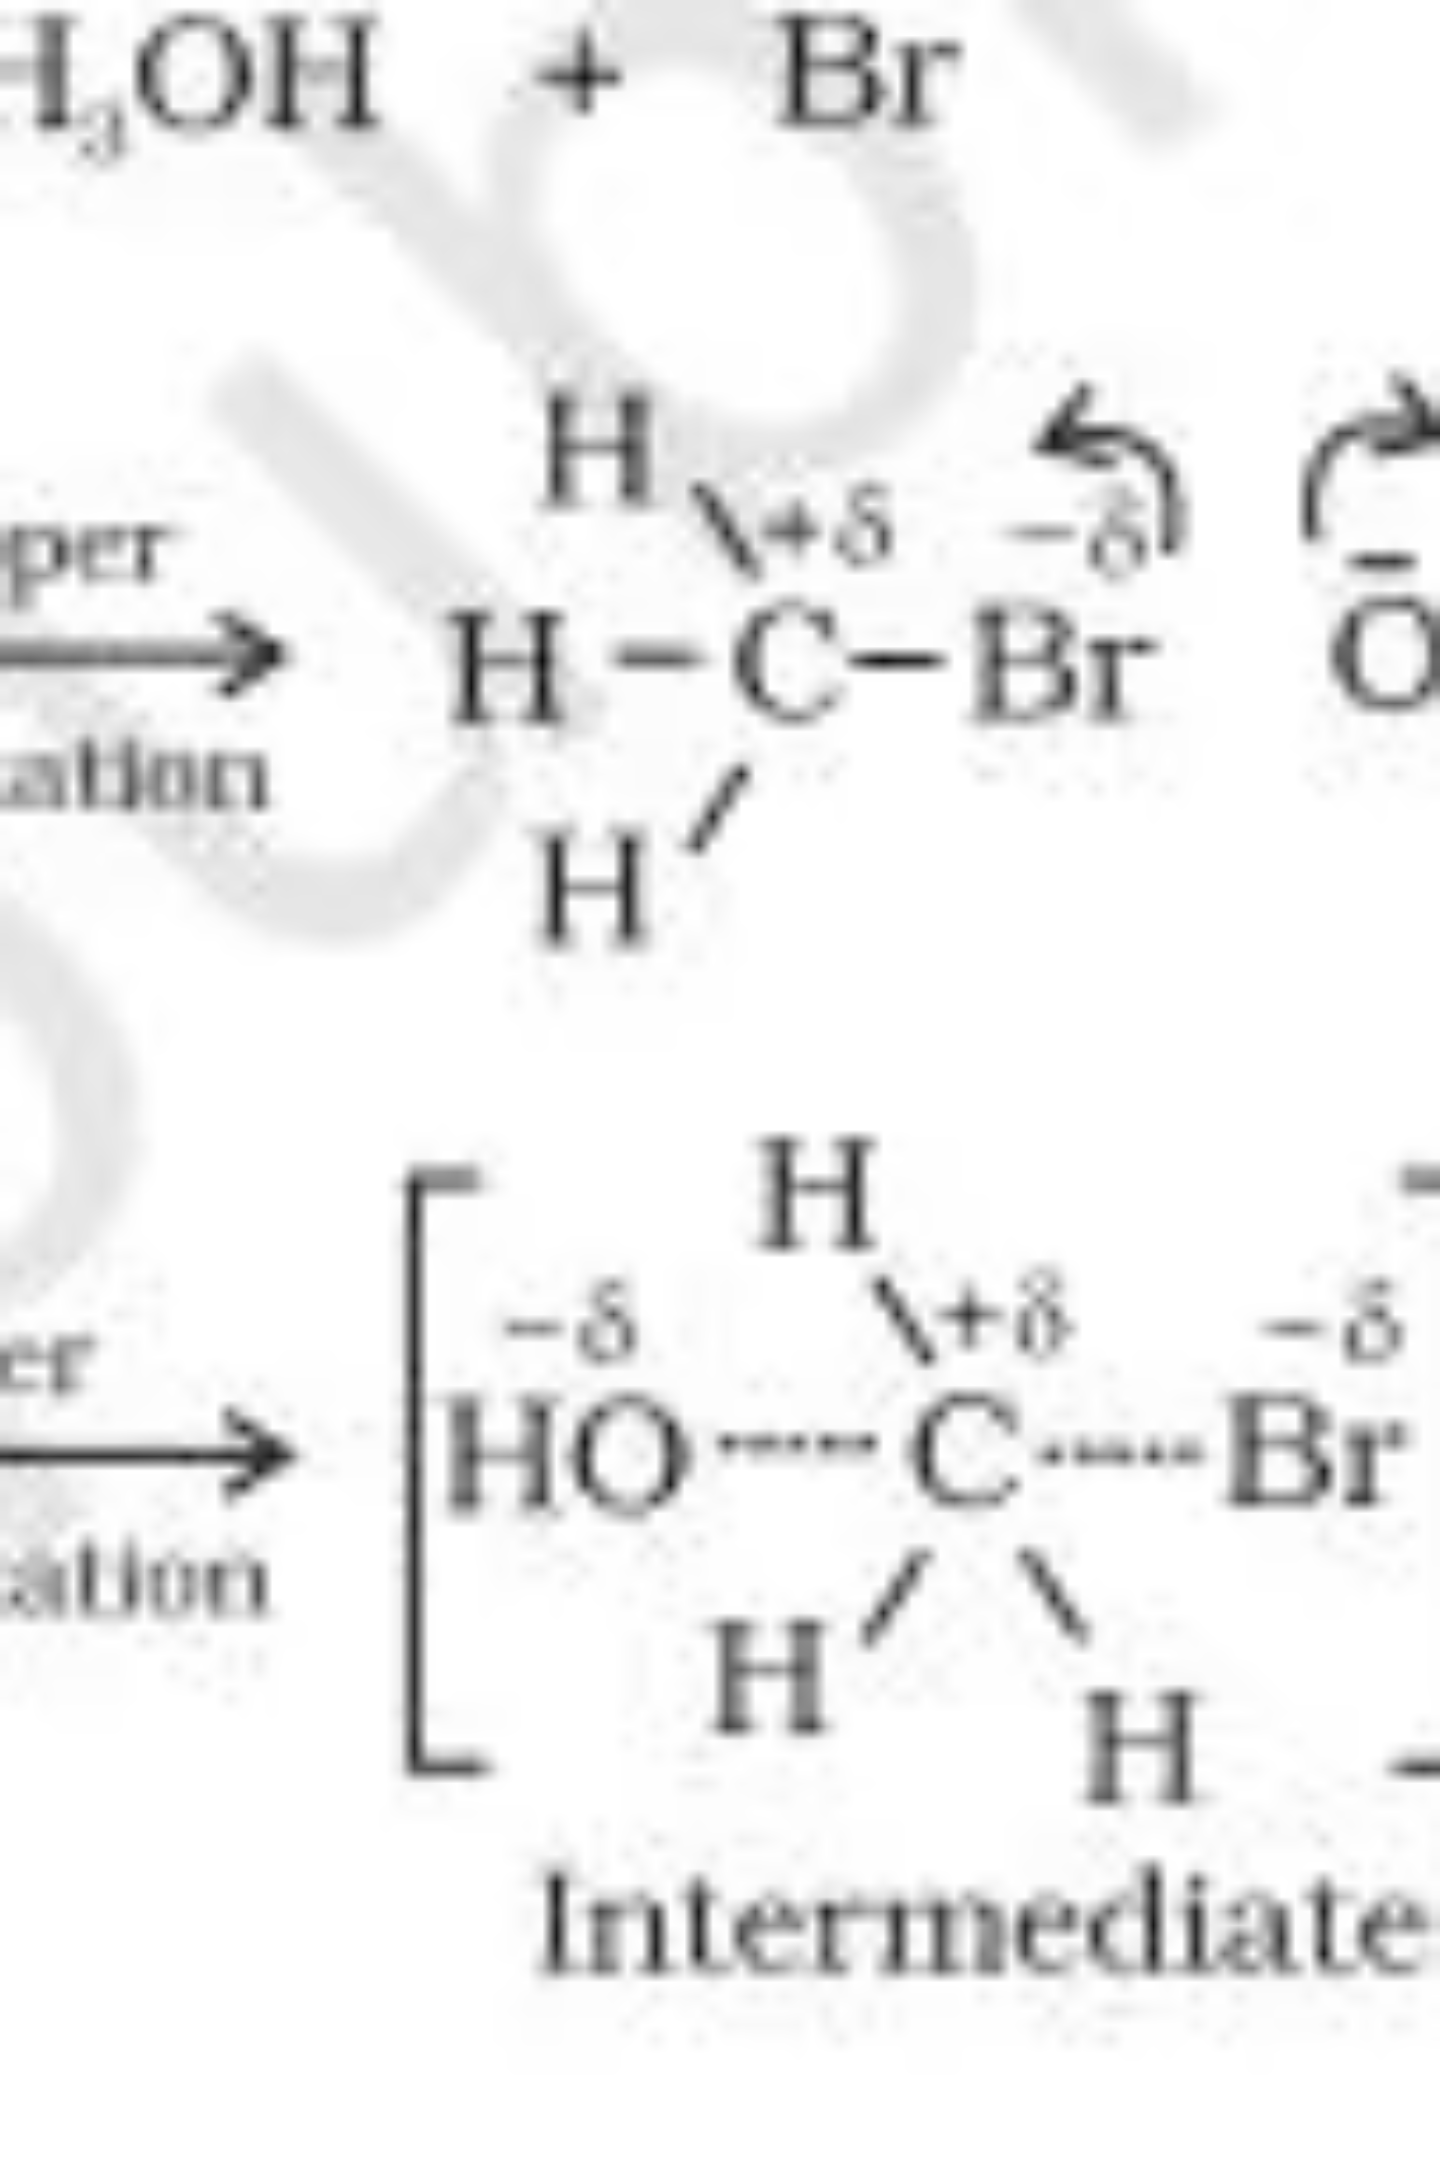 H₃OH + Br
H
+δ −δ
per
H − C − Br Ō
ation
H
H
−δ +δ −δ
er
HO ······ C ······ Br
ation
H
H
Intermediate